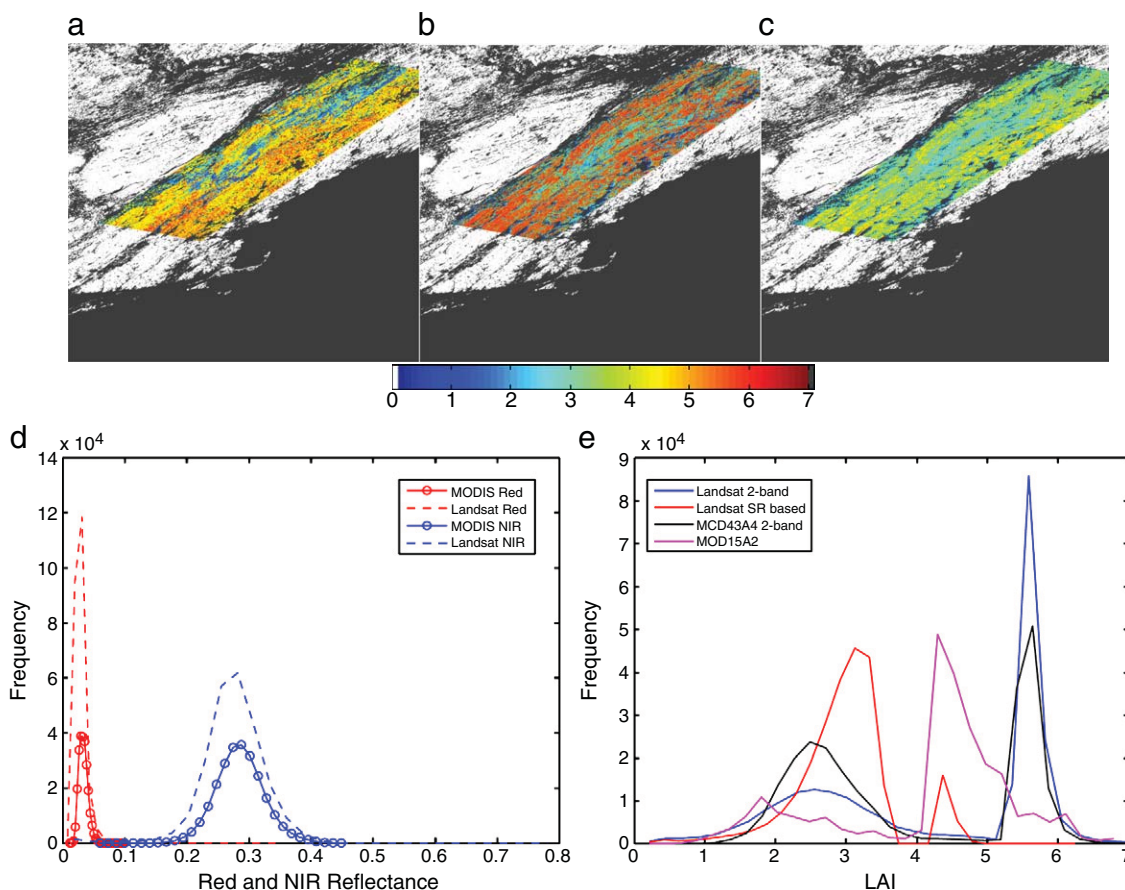 a b c
0 1 2 3 4 5 6 7
d
x 10⁴
14
12
10
8
6
4
2
0
0 0.1 0.2 0.3 0.4 0.5 0.6 0.7 0.8
Frequency
Red and NIR Reflectance
MODIS Red
Landsat Red
MODIS NIR
Landsat NIR
e
x 10⁴
9
8
7
6
5
4
3
2
1
0
0 1 2 3 4 5 6 7
Frequency
LAI
Landsat 2-band
Landsat SR based
MCD43A4 2-band
MOD15A2